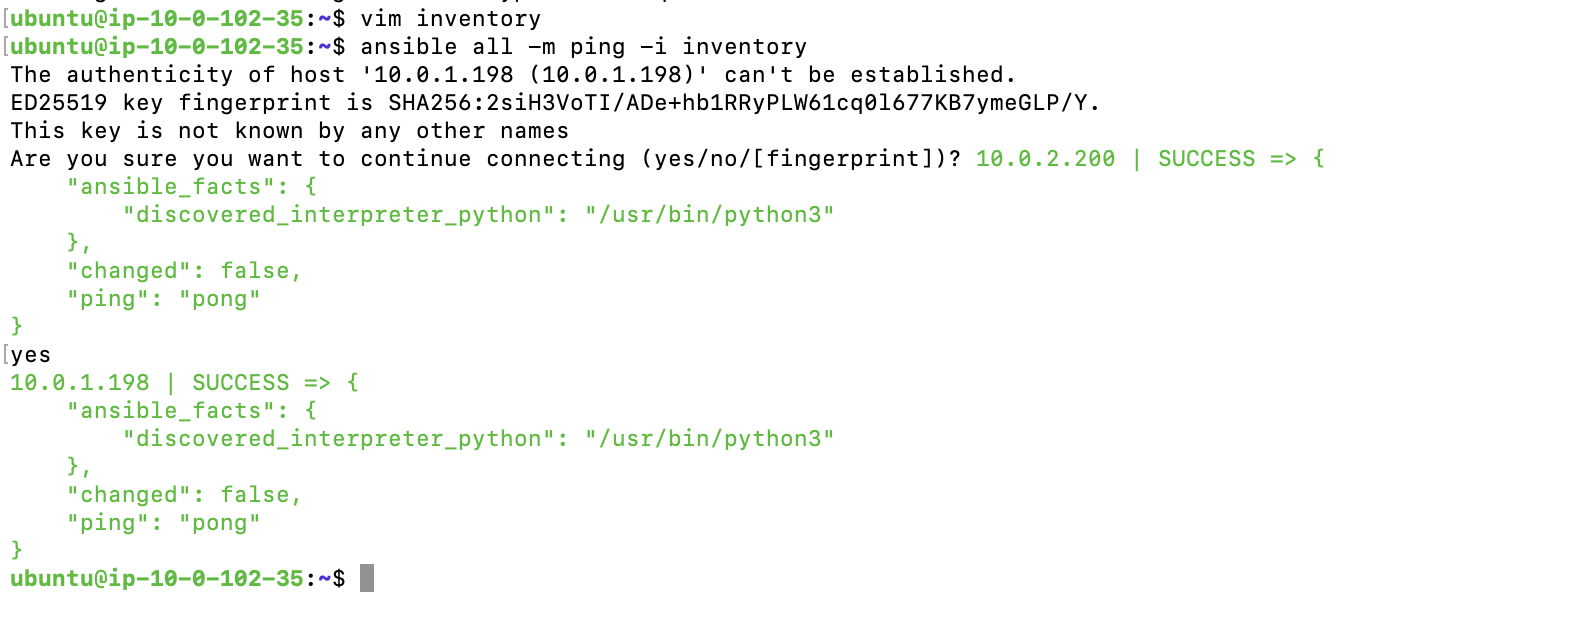 ubuntu@ip-10-0-102-35:~$ vim inventory
ubuntu@ip-10-0-102-35:~$ ansible all -m ping -i inventory
The authenticity of host '10.0.1.198 (10.0.1.198)' can't be established.
ED25519 key fingerprint is SHA256:2siH3VoTI/ADe+hb1RRyPLW61cq0l677KB7ymeGLP/Y.
This key is not known by any other names
Are you sure you want to continue connecting (yes/no/[fingerprint])? 10.0.2.200 | SUCCESS => {
    "ansible_facts": {
        "discovered_interpreter_python": "/usr/bin/python3"
    },
    "changed": false,
    "ping": "pong"
}
yes
10.0.1.198 | SUCCESS => {
    "ansible_facts": {
        "discovered_interpreter_python": "/usr/bin/python3"
    },
    "changed": false,
    "ping": "pong"
}
ubuntu@ip-10-0-102-35:~$